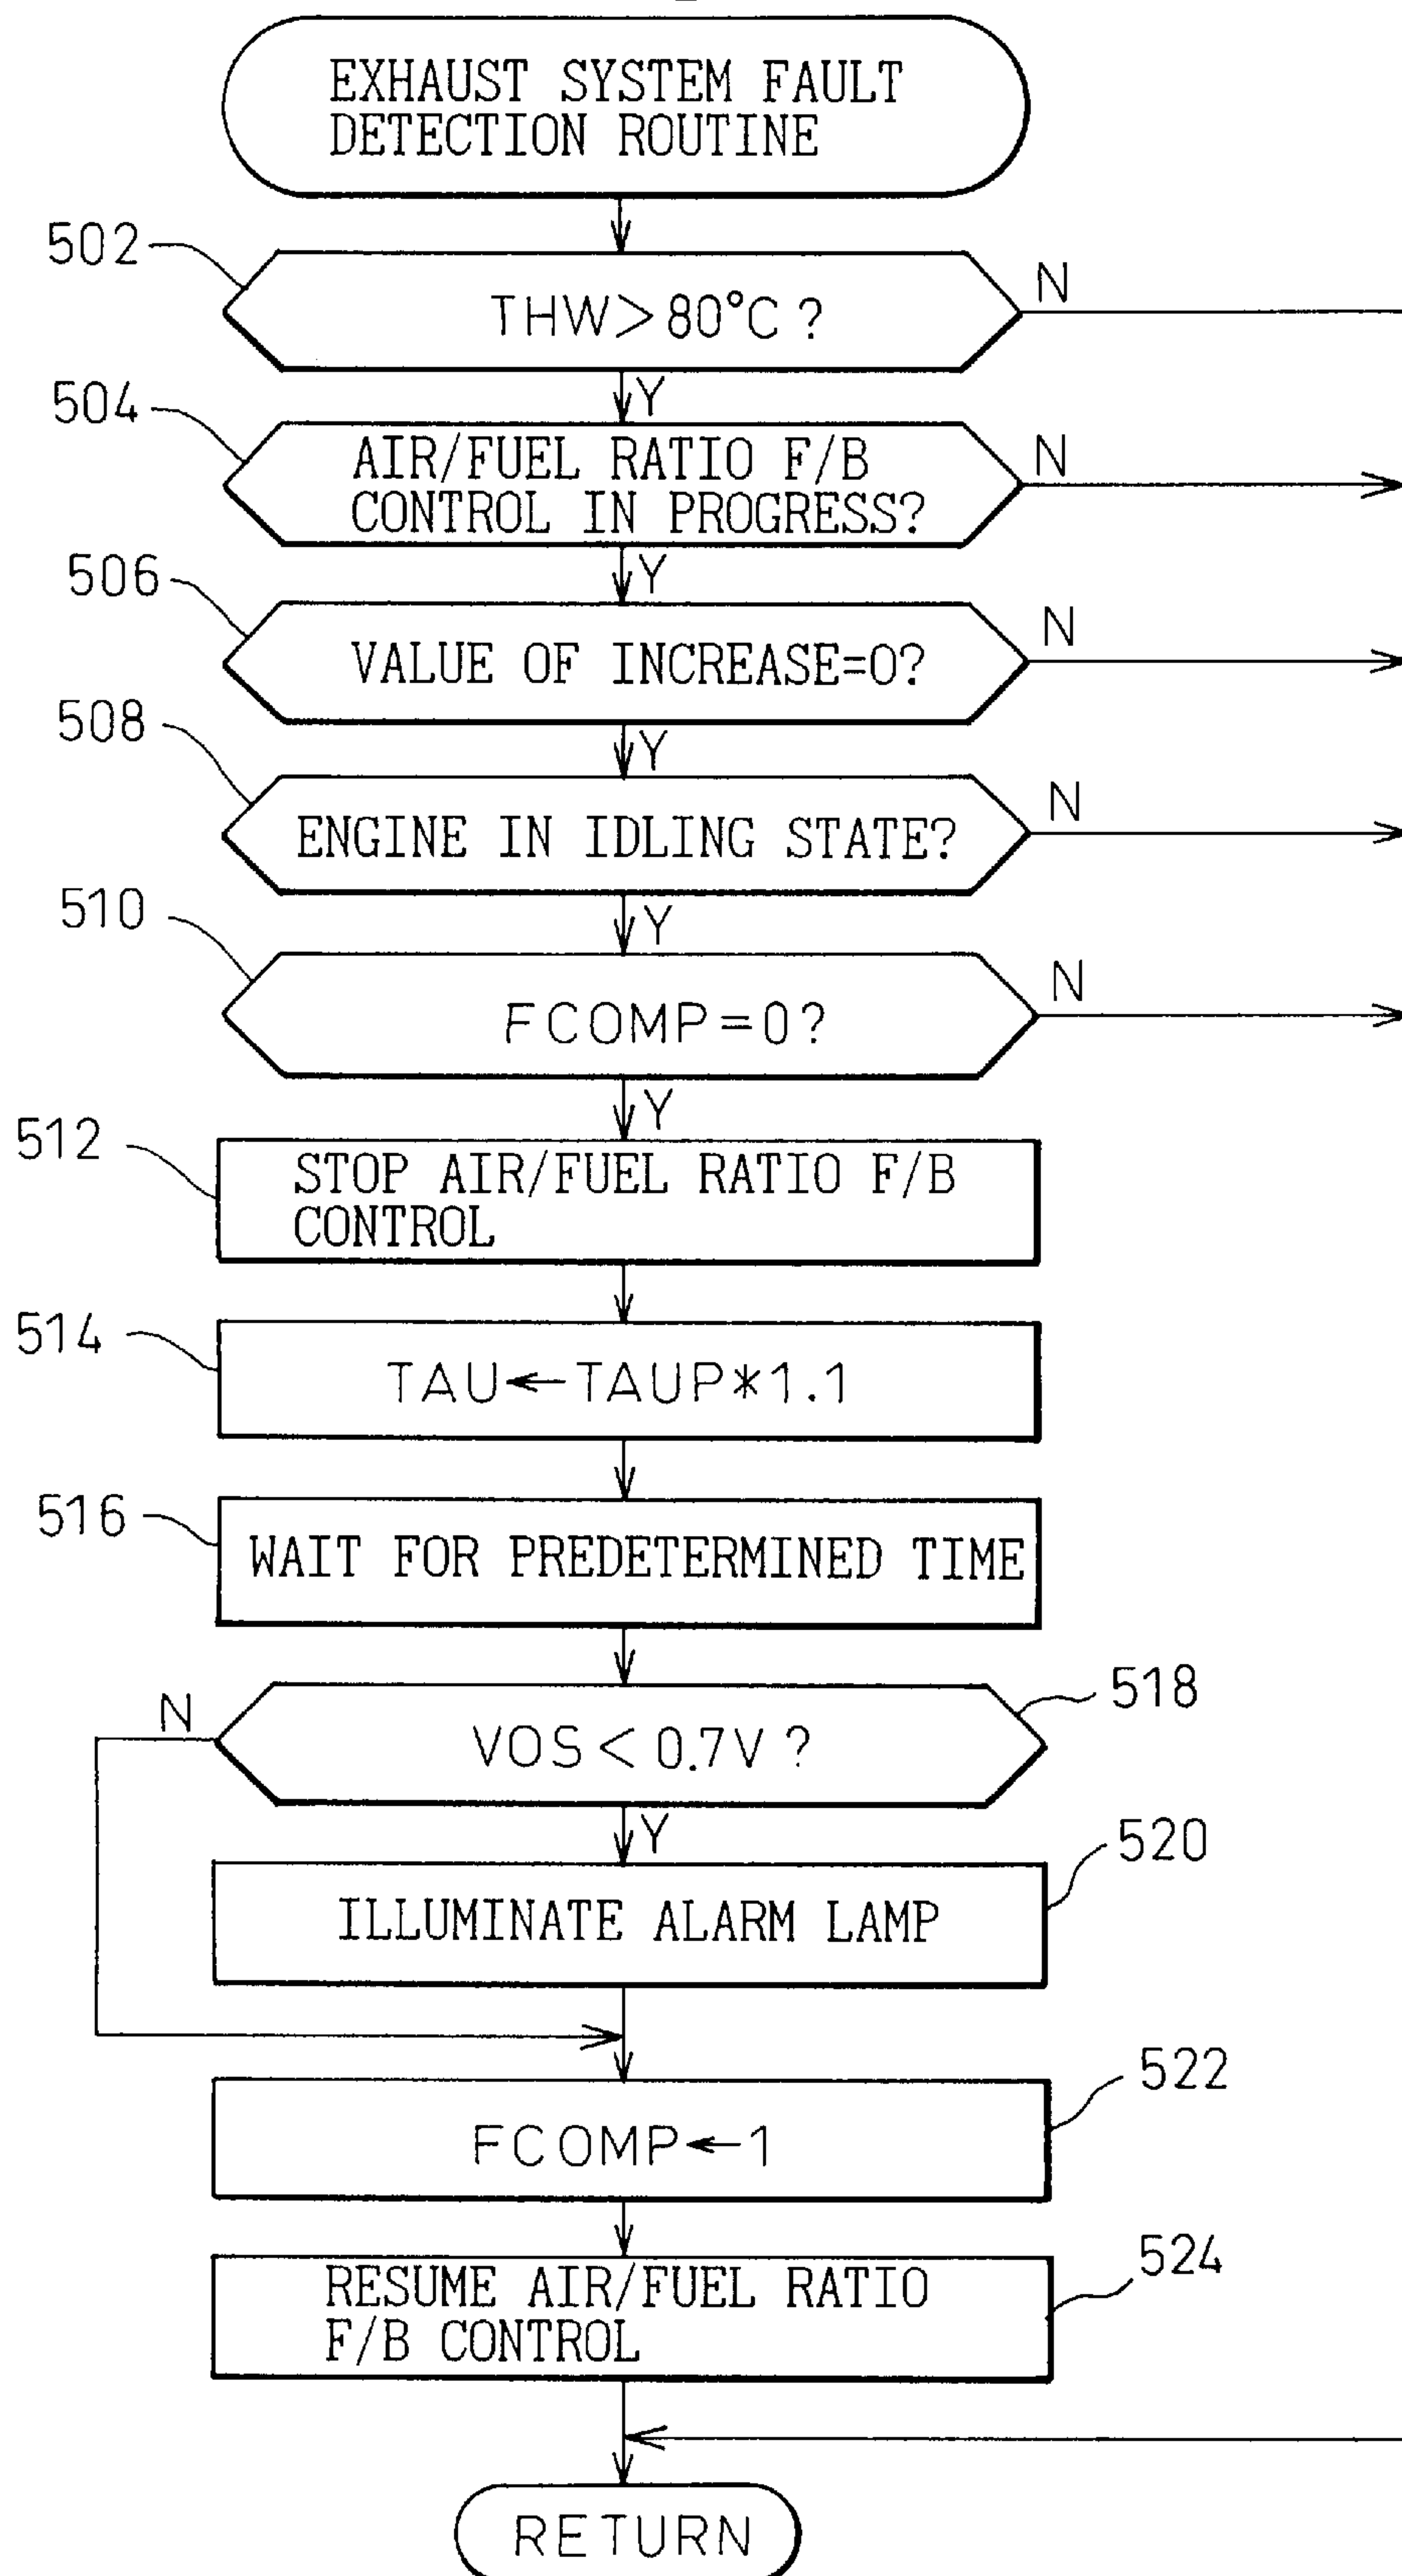 EXHAUST SYSTEM FAULT
DETECTION ROUTINE
502
THW>80°C?
N
Y
504
AIR/FUEL RATIO F/B
CONTROL IN PROGRESS?
N
Y
506
VALUE OF INCREASE=0?
N
Y
508
ENGINE IN IDLING STATE?
N
Y
510
FCOMP=0?
N
Y
512
STOP AIR/FUEL RATIO F/B
CONTROL
514
TAU←TAUP*1.1
516
WAIT FOR PREDETERMINED TIME
518
VOS<0.7V?
N
Y
520
ILLUMINATE ALARM LAMP
522
FCOMP←1
524
RESUME AIR/FUEL RATIO
F/B CONTROL
RETURN